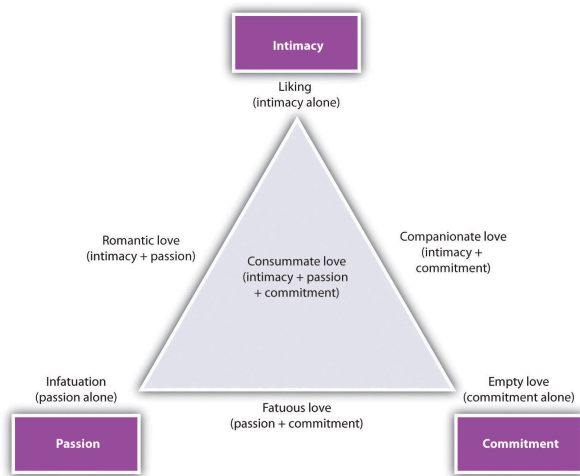 Intimacy
Liking
(intimacy alone)
Romantic love
(intimacy + passion)
Companionate love
(intimacy +
commitment)
Consummate love
(intimacy + passion
+ commitment)
Infatuation
(passion alone)
Fatuous love
(passion + commitment)
Empty love
(commitment alone)
Passion
Commitment